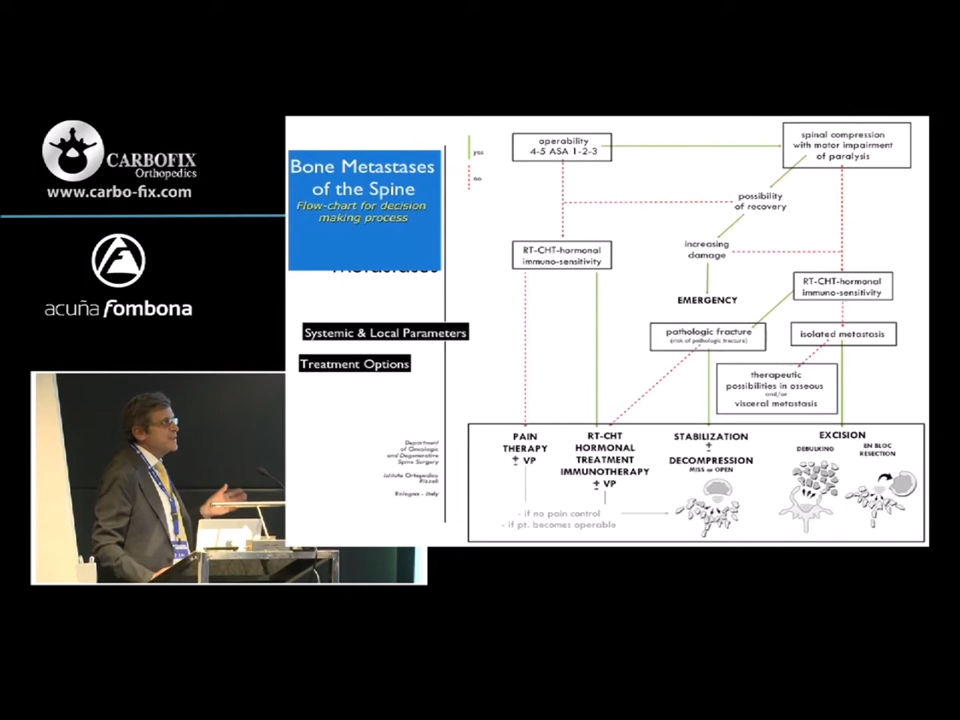 CARBOFIX
Orthopedics
www.carbo-fix.com
acuña fombona
Bone Metastases
of the Spine
Flow-chart for decision
making process
Systemic & Local Parameters
Treatment Options
Department
of Oncologic
and Degenerative
Spine Surgery
Istituto Ortopedico
Rizzoli
Bologna - Italy
yes
no
operability
4-5 ASA 1-2-3
spinal compression
with motor impairment
of paralysis
possibility
of recovery
increasing
damage
EMERGENCY
RT-CHT-hormonal
immuno-sensitivity
RT-CHT-hormonal
immuno-sensitivity
pathologic fracture
(risk of pathologic fracture)
isolated metastasis
therapeutic
possibilities in osseous
and/or
visceral metastasis
PAIN
THERAPY
± VP
RT-CHT
HORMONAL
TREATMENT
IMMUNOTHERAPY
± VP
STABILIZATION
±
DECOMPRESSION
MISS or OPEN
EXCISION
DEBULKING
EN BLOC
RESECTION
- if no pain control
- if pt. becomes operable